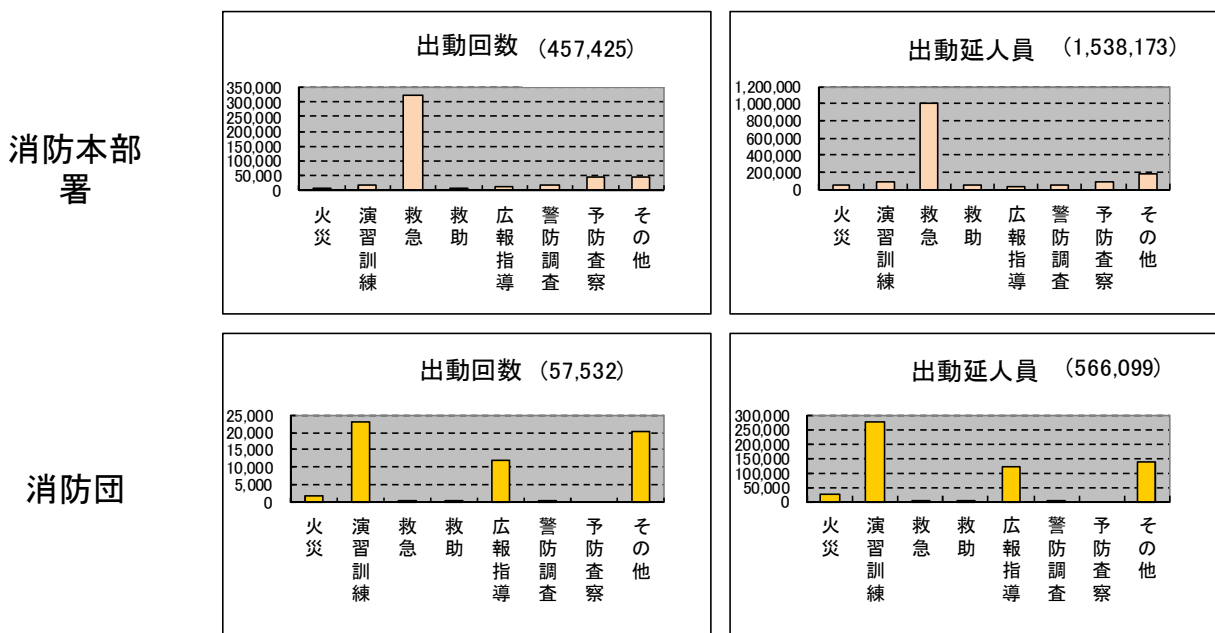 消防本部
署
出動回数 (457,425)
350,000
300,000
250,000
200,000
150,000
100,000
50,000
0
火災
演習訓練
救急
救助
広報指導
警防調査
予防査察
その他
出動延人員 (1,538,173)
1,200,000
1,000,000
800,000
600,000
400,000
200,000
0
火災
演習訓練
救急
救助
広報指導
警防調査
予防査察
その他
消防団
出動回数 (57,532)
25,000
20,000
15,000
10,000
5,000
0
火災
演習訓練
救急
救助
広報指導
警防調査
予防査察
その他
出動延人員 (566,099)
300,000
250,000
200,000
150,000
100,000
50,000
0
火災
演習訓練
救急
救助
広報指導
警防調査
予防査察
その他